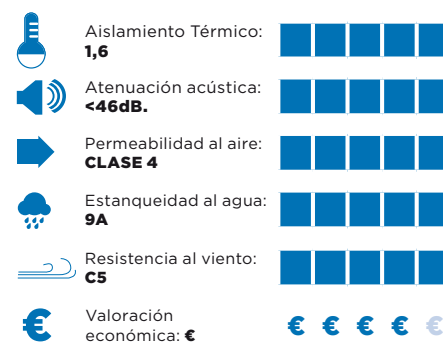 Aislamiento Térmico:
1,6
Atenuación acústica:
<46dB.
Permeabilidad al aire:
CLASE 4
Estanqueidad al agua:
9A
Resistencia al viento:
C5
€ Valoración
económica: € € € € € €